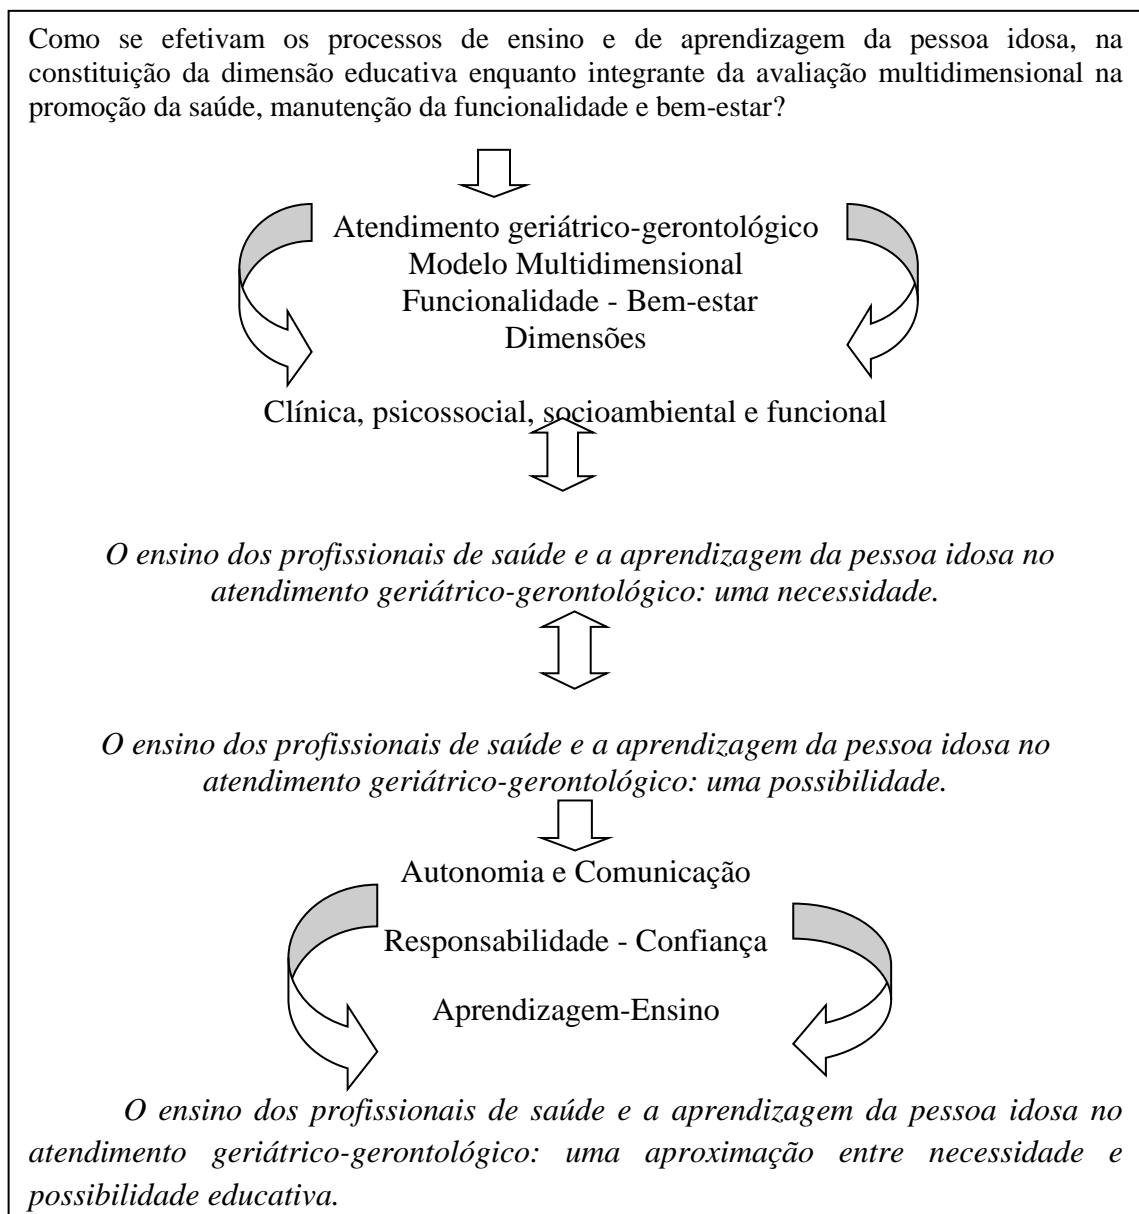 Como se efetivam os processos de ensino e de aprendizagem da pessoa idosa, na
constituição da dimensão educativa enquanto integrante da avaliação multidimensional na
promoção da saúde, manutenção da funcionalidade e bem-estar?
Atendimento geriátrico-gerontológico
Modelo Multidimensional
Funcionalidade - Bem-estar
Dimensões
Clínica, psicossocial, socioambiental e funcional
O ensino dos profissionais de saúde e a aprendizagem da pessoa idosa no
atendimento geriátrico-gerontológico: uma necessidade.
O ensino dos profissionais de saúde e a aprendizagem da pessoa idosa no
atendimento geriátrico-gerontológico: uma possibilidade.
Autonomia e Comunicação
Responsabilidade - Confiança
Aprendizagem-Ensino
O ensino dos profissionais de saúde e a aprendizagem da pessoa idosa no
atendimento geriátrico-gerontológico: uma aproximação entre necessidade e
possibilidade educativa.